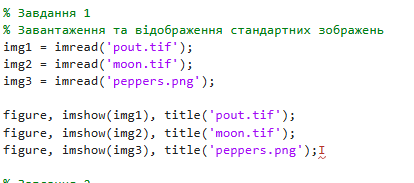 % Завдання 1
% Завантаження та відображення стандартних зображень
img1 = imread('pout.tif');
img2 = imread('moon.tif');
img3 = imread('peppers.png');
figure, imshow(img1), title('pout.tif');
figure, imshow(img2), title('moon.tif');
figure, imshow(img3), title('peppers.png');